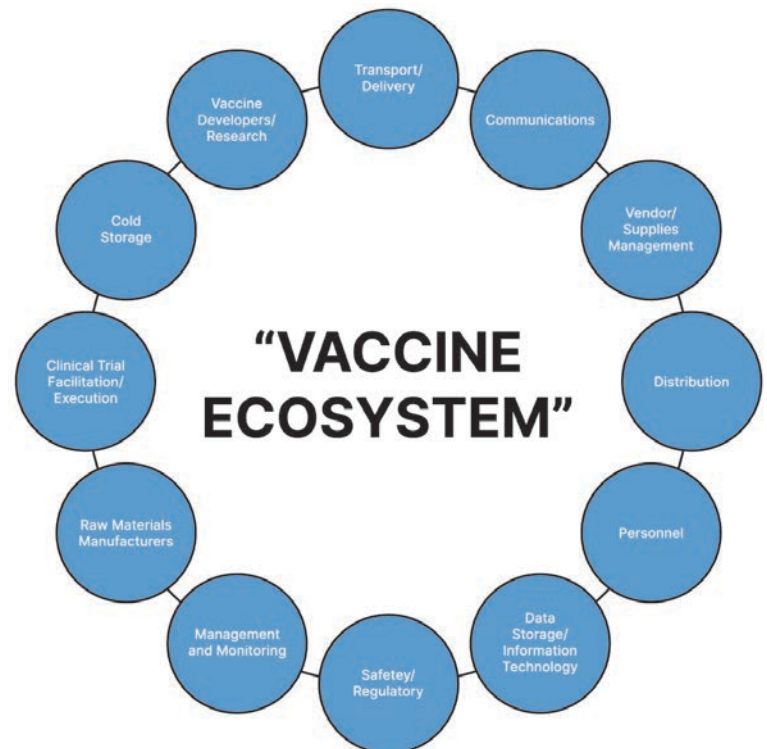 Transport/
Delivery
Communications
Vendor/
Supplies
Management
Distribution
Personnel
Data
Storage/
Information
Technology
Safetey/
Regulatory
Management
and Monitoring
Raw Materials
Manufacturers
Clinical Trial
Facilitation/
Execution
Cold
Storage
Vaccine
Developers/
Research
“VACCINE
ECOSYSTEM”